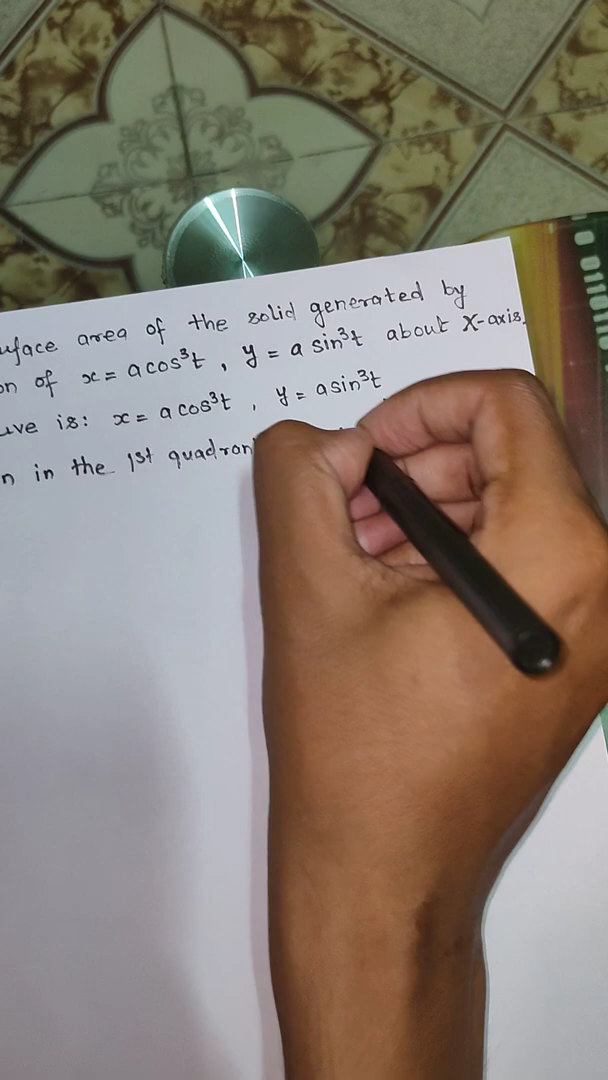 uface area of the solid generated by
on of x = a cos³t , y = a sin³t about X-axis.
uve is: x = a cos³t , y = a sin³t
n in the 1st quadron